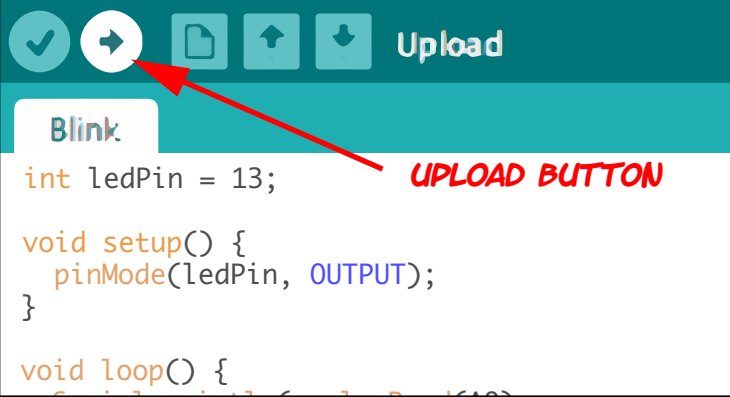 Upload
Blink
UPLOAD BUTTON
int ledPin = 13;
void setup() {
pinMode(ledPin, OUTPUT);
}
void loop() {